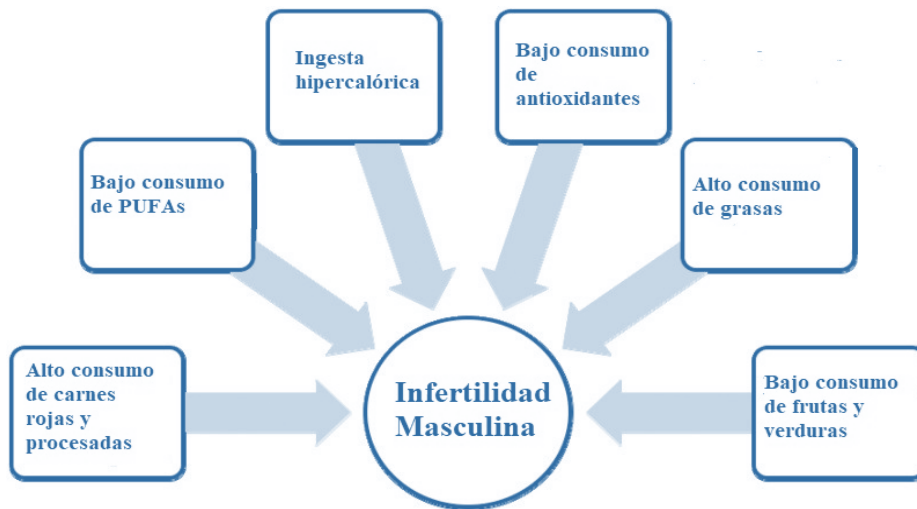 Ingesta
hipercalórica
Bajo consumo
de
antioxidantes
Bajo consumo
de PUFAs
Alto consumo
de grasas
Alto consumo
de carnes
rojas y
procesadas
Infertilidad
Masculina
Bajo consumo
de frutas y
verduras